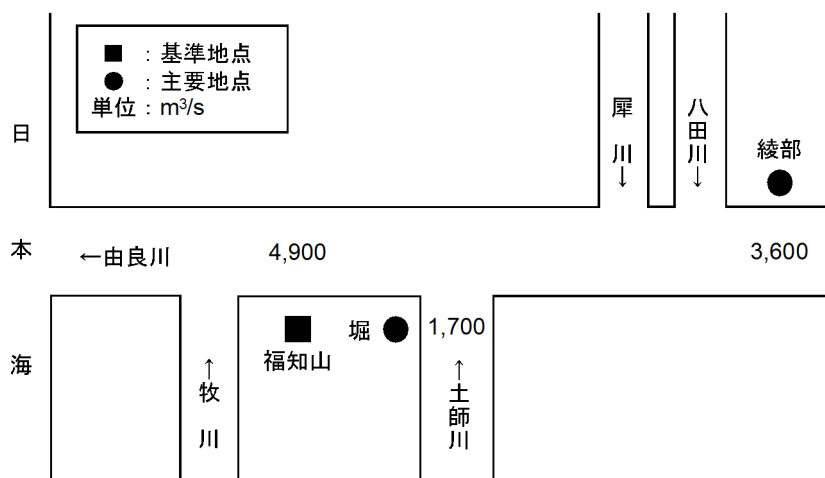 ■ : 基準地点
● : 主要地点
単位 : m³/s
日本海
犀川↓
八田川↓
綾部
←由良川
4,900
3,600
福知山
堀
1,700
↑牧川
↑土師川